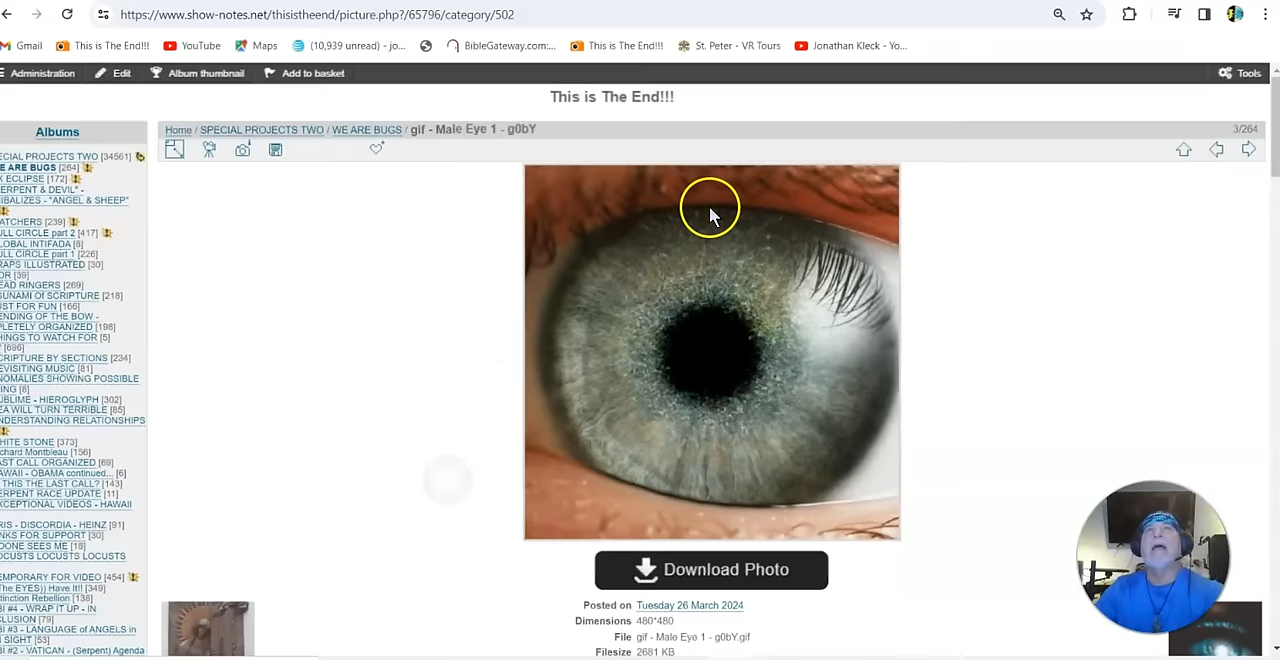 https://www.show-notes.net/thisistheend/picture.php?/65796/category/502
Gmail This is The End!!! YouTube Maps (10,939 unread) - jo... BibleGateway.com:... This is The End!!! St. Peter - VR Tours Jonathan Kleck - Yo...
Administration Edit Album thumbnail Add to basket Tools
This is The End!!!
Albums
Home / SPECIAL PROJECTS TWO / WE ARE BUGS / gif - Male Eye 1 - g0bY 3/264
ECIAL PROJECTS TWO [34561]
E ARE BUGS [264]
X ECLIPSE [172]
ERPENT & DEVIL" -
IBALIZES - "ANGEL & SHEEP"
ATCHERS [239]
ULL CIRCLE part 2 [417]
LOBAL INTIFADA [8]
ULL CIRCLE part 1 [226]
RAPS ILLUSTRATED [30]
OR [39]
EAD RINGERS [269]
SUNAMI Of SCRIPTURE [218]
UST FOR FUN [166]
ENDING OF THE BOW -
PLETELY ORGANIZED [198]
HINGS TO WATCH FOR [5]
[696]
CRIPTURE BY SECTIONS [234]
EVISITING MUSIC [81]
NOMALIES SHOWING POSSIBLE
ING [8]
UBLIME - HIEROGLYPH [302]
EA WILL TURN TERRIBLE [85]
NDERSTANDING RELATIONSHIPS
HITE STONE [373]
chard Montbleau [156]
AST CALL ORGANIZED [69]
AWAII - OBAMA continued... [6]
THIS THE LAST CALL? [143]
ERPENT RACE UPDATE [11]
XCEPTIONAL VIDEOS - HAWAII
RIS - DISCORDIA - HEINZ [91]
NKS FOR SUPPORT [30]
OONE SEES ME [18]
OCUSTS LOCUSTS LOCUSTS
EMPORARY FOR VIDEO [454]
The EYES)) Have It!! [349]
tinction Rebellion [138]
BI #4 - WRAP IT UP - IN
CLUSION [79]
BI #3 - LANGUAGE of ANGELS in
SIGHT [53]
BI #2 - VATICAN - (Serpent) Agenda
Download Photo
Posted on Tuesday 26 March 2024
Dimensions 480*480
File gif - Male Eye 1 - g0bY.gif
Filesize 2681 KB